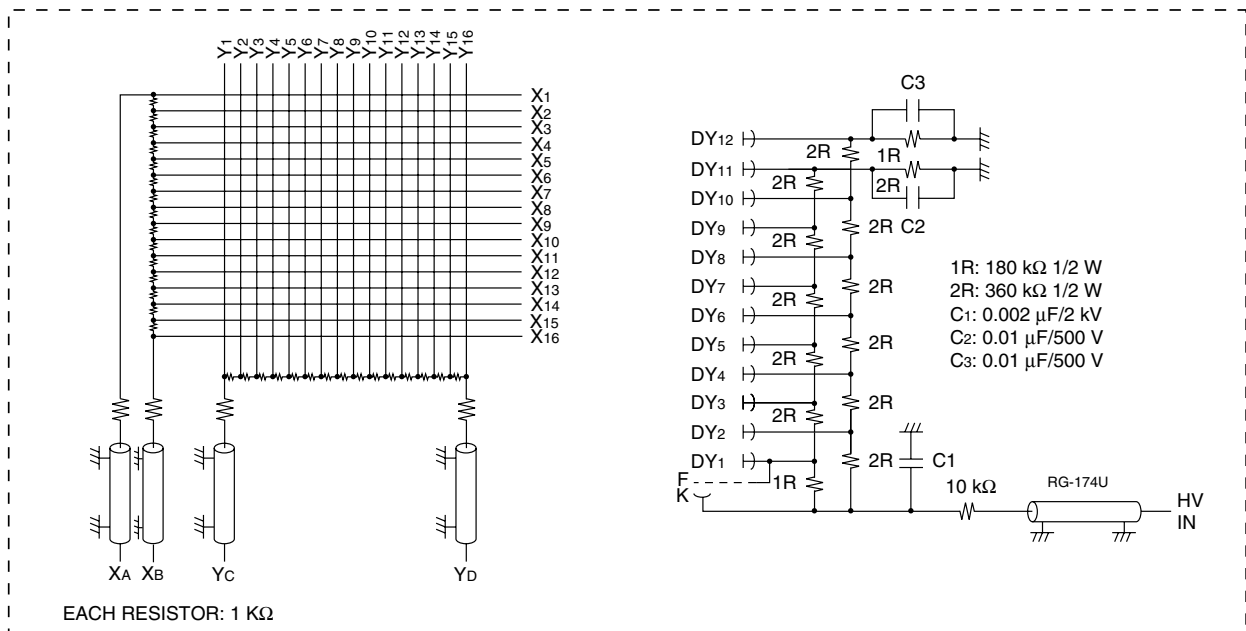 Y1 Y2 Y3 Y4 Y5 Y6 Y7 Y8 Y9 Y10 Y11 Y12 Y13 Y14 Y15 Y16
X1
X2
X3
X4
X5
X6
X7
X8
X9
X10
X11
X12
X13
X14
X15
X16
XA XB YC YD
EACH RESISTOR: 1 KΩ
C3
DY12
2R
1R
DY11
2R
2R
DY10
DY9
2R
C2
2R
DY8
DY7
2R
2R
DY6
DY5
2R
2R
DY4
DY3
2R
2R
DY2
DY1
2R
C1
F
K
1R
10 kΩ
RG-174U
HV
IN
1R: 180 kΩ 1/2 W
2R: 360 kΩ 1/2 W
C1: 0.002 μF/2 kV
C2: 0.01 μF/500 V
C3: 0.01 μF/500 V